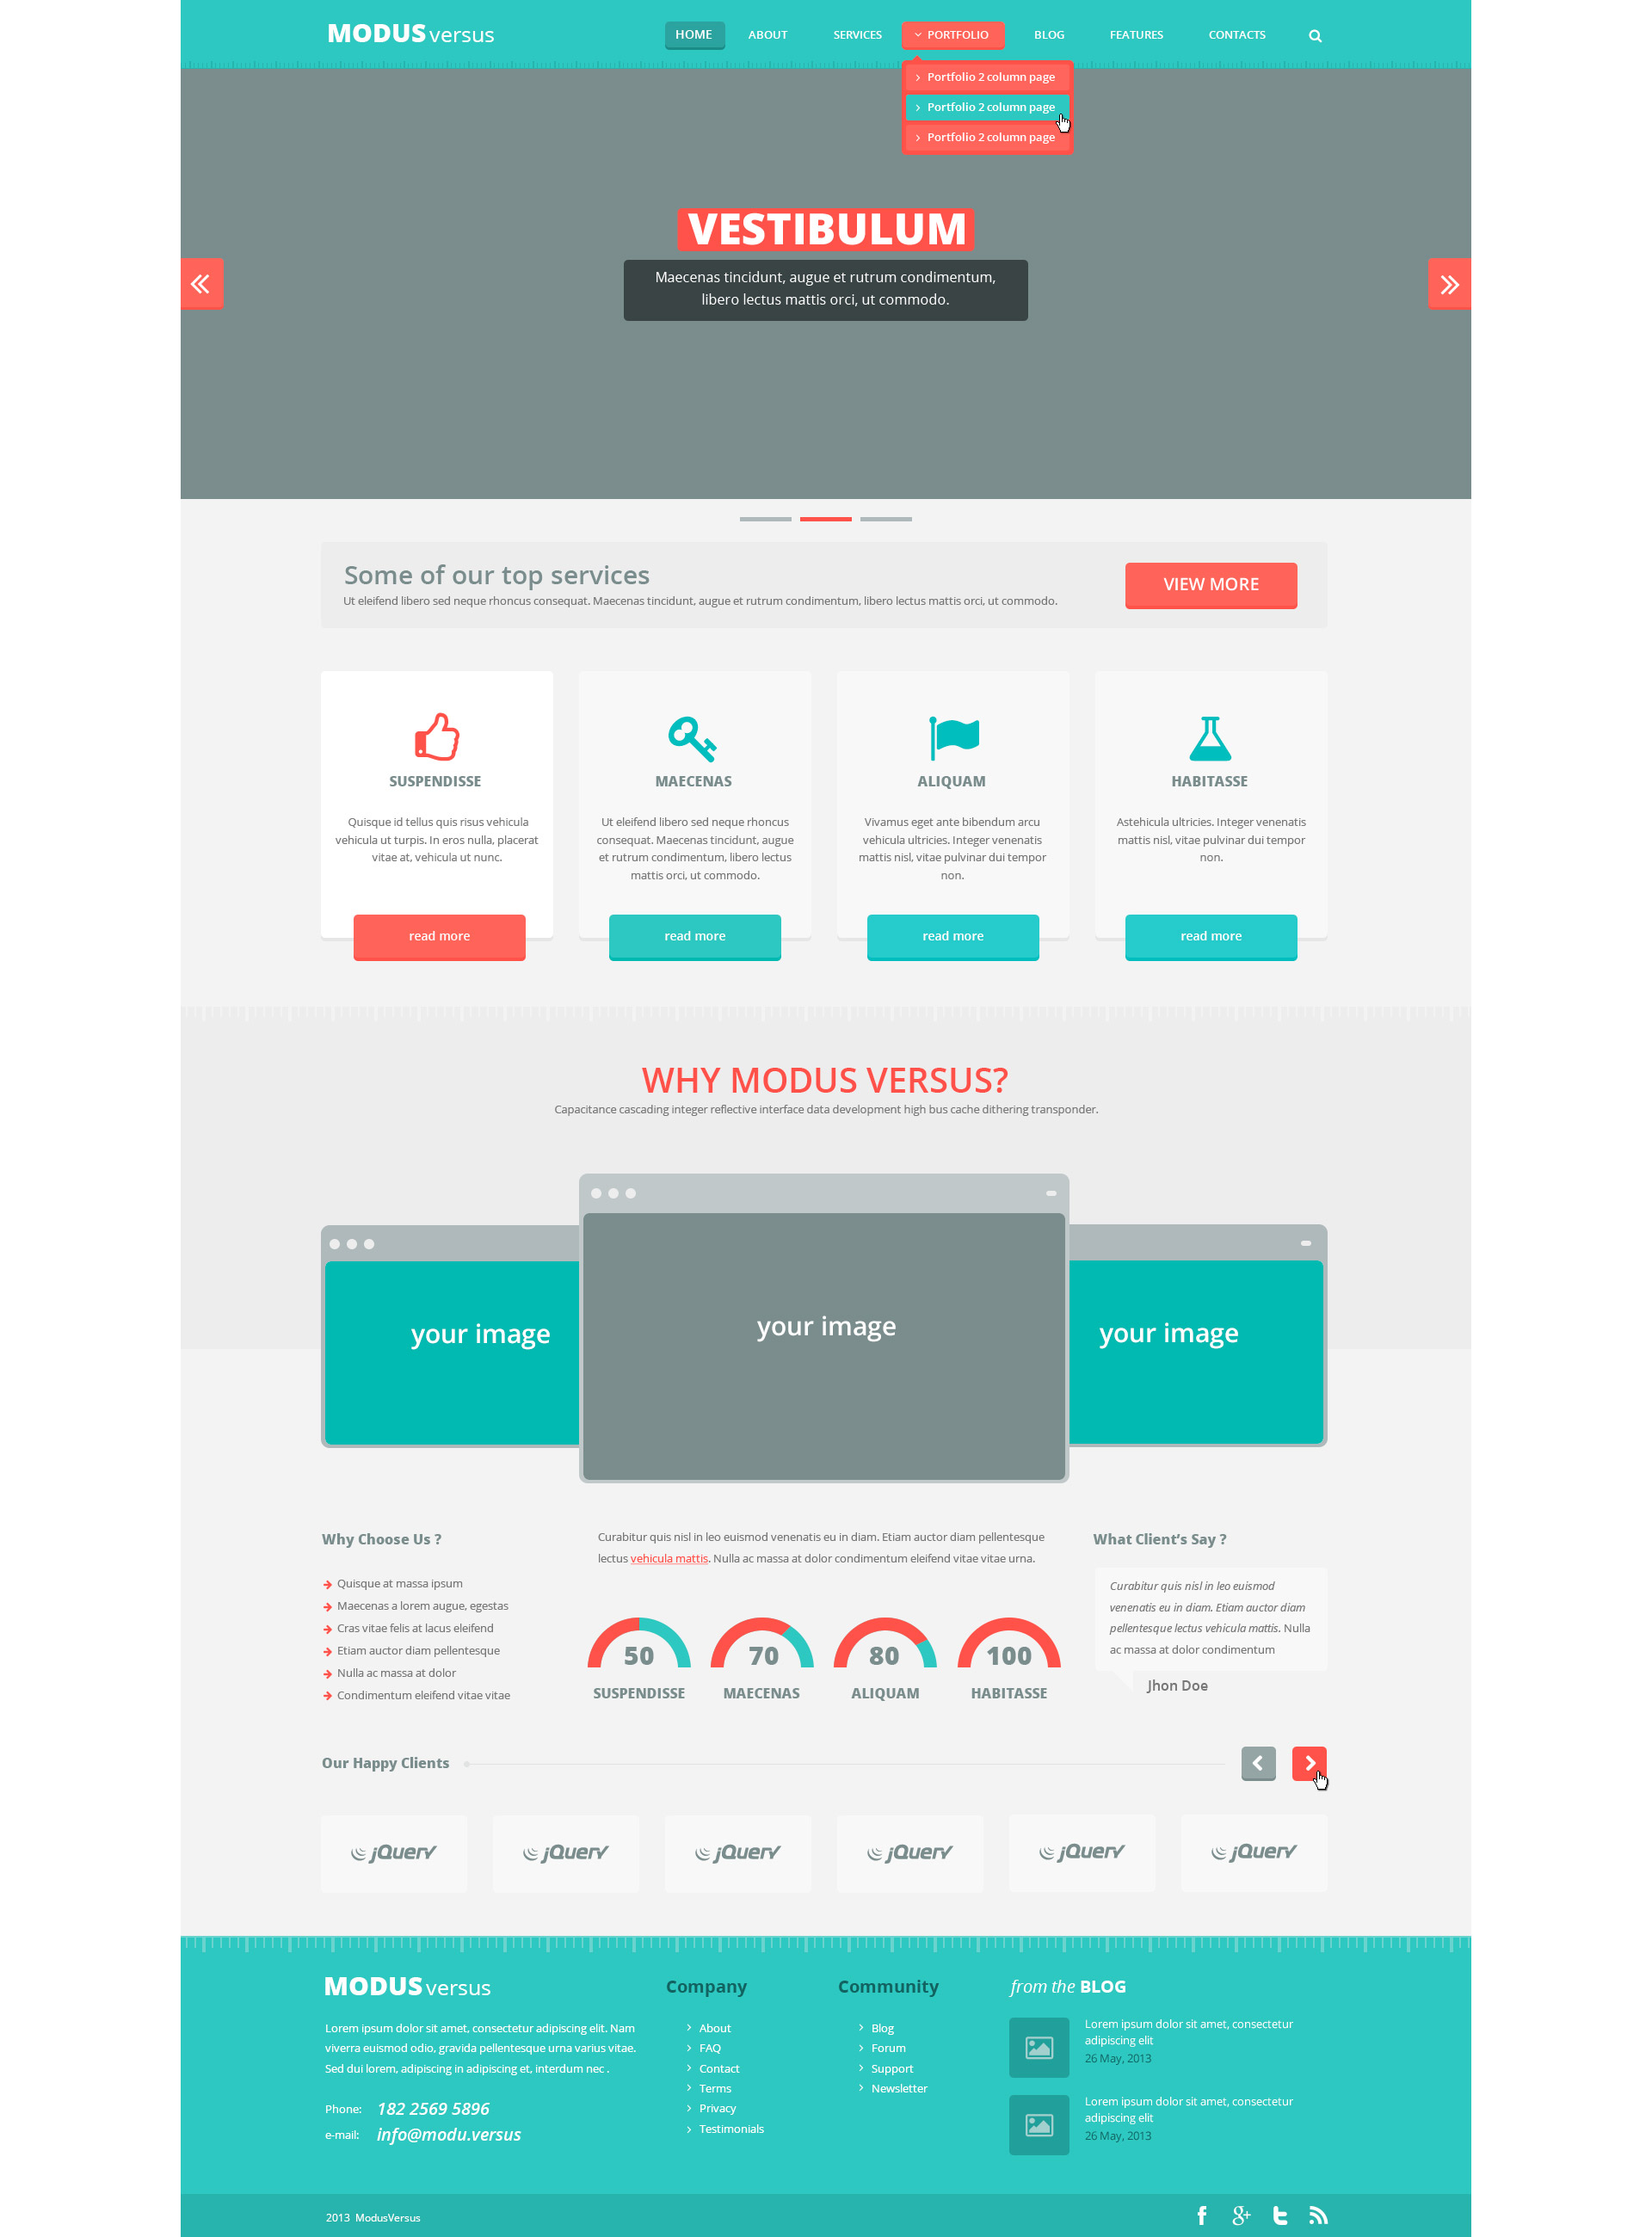 MODUS versus
HOME ABOUT SERVICES PORTFOLIO BLOG FEATURES CONTACTS
Portfolio 2 column page
Portfolio 2 column page
Portfolio 2 column page
VESTIBULUM
Maecenas tincidunt, augue et rutrum condimentum,
libero lectus mattis orci, ut commodo.
Some of our top services
Ut eleifend libero sed neque rhoncus consequat. Maecenas tincidunt, augue et rutrum condimentum, libero lectus mattis orci, ut commodo.
VIEW MORE
SUSPENDISSE
Quisque id tellus quis risus vehicula
vehicula ut turpis. In eros nulla, placerat
vitae at, vehicula ut nunc.
read more
MAECENAS
Ut eleifend libero sed neque rhoncus
consequat. Maecenas tincidunt, augue
et rutrum condimentum, libero lectus
mattis orci, ut commodo.
read more
ALIQUAM
Vivamus eget ante bibendum arcu
vehicula ultricies. Integer venenatis
mattis nisl, vitae pulvinar dui tempor
non.
read more
HABITASSE
Astehicula ultricies. Integer venenatis
mattis nisl, vitae pulvinar dui tempor
non.
read more
WHY MODUS VERSUS?
Capacitance cascading integer reflective interface data development high bus cache dithering transponder.
your image
your image
your image
Why Choose Us ?
Quisque at massa ipsum
Maecenas a lorem augue, egestas
Cras vitae felis at lacus eleifend
Etiam auctor diam pellentesque
Nulla ac massa at dolor
Condimentum eleifend vitae vitae
Curabitur quis nisl in leo euismod venenatis eu in diam. Etiam auctor diam pellentesque
lectus vehicula mattis. Nulla ac massa at dolor condimentum eleifend vitae vitae urna.
50 70 80 100
SUSPENDISSE MAECENAS ALIQUAM HABITASSE
What Client's Say ?
Curabitur quis nisl in leo euismod
venenatis eu in diam. Etiam auctor diam
pellentesque lectus vehicula mattis. Nulla
ac massa at dolor condimentum
Jhon Doe
Our Happy Clients
jQuery jQuery jQuery jQuery jQuery jQuery
MODUS versus
Lorem ipsum dolor sit amet, consectetur adipiscing elit. Nam
viverra euismod odio, gravida pellentesque urna varius vitae.
Sed dui lorem, adipiscing in adipiscing et, interdum nec .
Phone: 182 2569 5896
e-mail: info@modu.versus
Company
About
FAQ
Contact
Terms
Privacy
Testimonials
Community
Blog
Forum
Support
Newsletter
from the BLOG
Lorem ipsum dolor sit amet, consectetur
adipiscing elit
26 May, 2013
Lorem ipsum dolor sit amet, consectetur
adipiscing elit
26 May, 2013
2013 ModusVersus